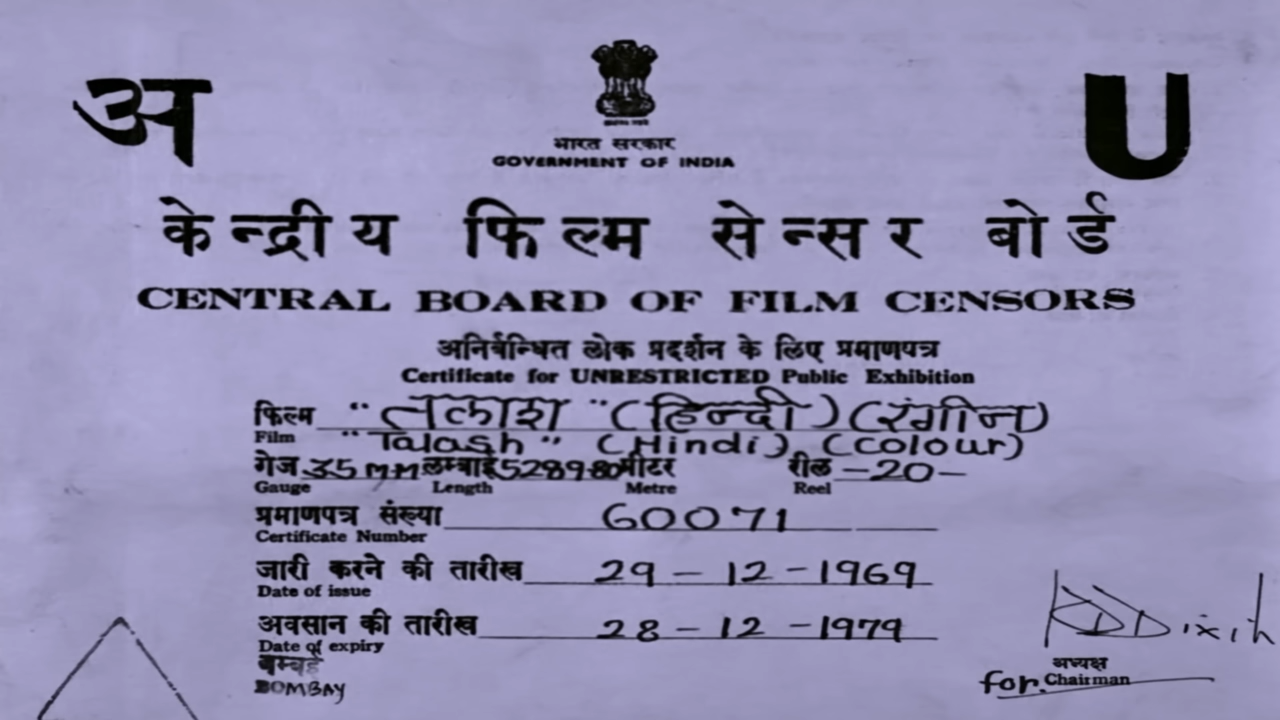 अ
U
भारत सरकार
GOVERNMENT OF INDIA
केन्द्रीय फिल्म सेन्सर बोर्ड
CENTRAL BOARD OF FILM CENSORS
अनिर्बन्धित लोक प्रदर्शन के लिए प्रमाणपत्र
Certificate for UNRESTRICTED Public Exhibition
फिल्म "तलाश" (हिन्दी) (रंगीन)
Film "Talash" (Hindi) (Colour)
गेज 35 MM लम्बाई 5289.80 मीटर रील -20-
Gauge Length Metre Reel
प्रमाणपत्र संख्या 60071
Certificate Number
जारी करने की तारीख 29-12-1969
Date of issue
अवसान की तारीख 28-12-1979
Date of expiry
बम्बई
BOMBAY
KDDixit
अध्यक्ष
for. Chairman